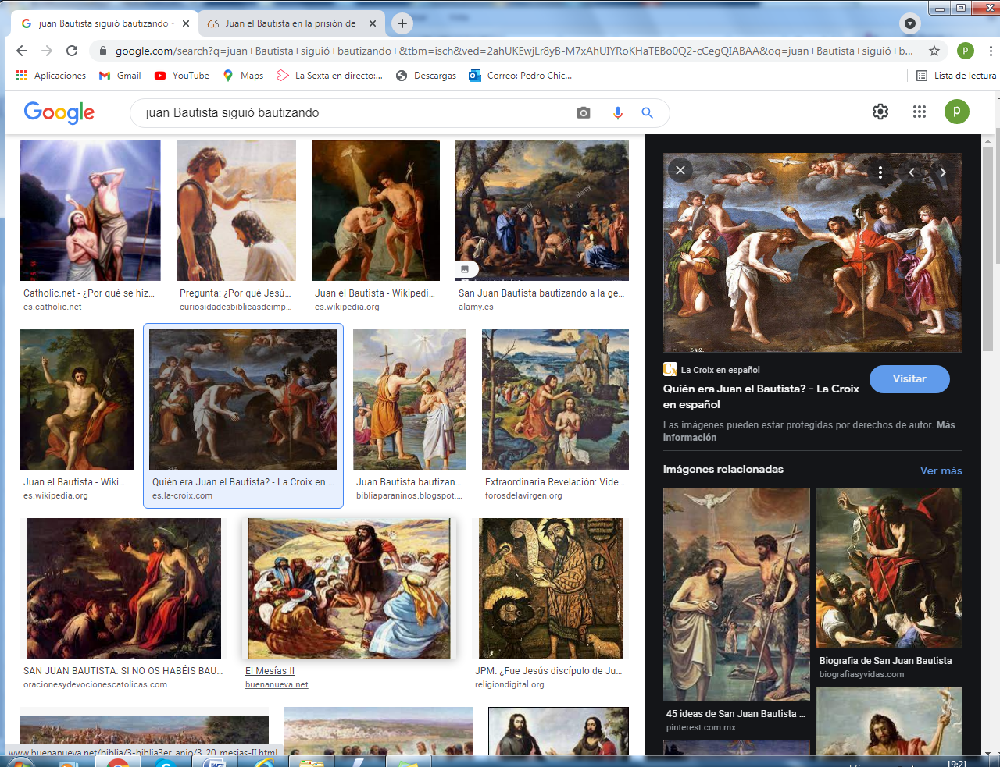 juan Bautista siguió bautizando -
Juan el Bautista en la prisión de
google.com/search?q=juan+Bautista+siguió+bautizando+&tbm=isch&ved=2ahUKEwjLr8yB-M7xAhUIYRoKHaTEBo0Q2-cCegQIABAA&oq=juan+Bautista+siguió+b...
p
Aplicaciones
Gmail
YouTube
Maps
La Sexta en directo:...
Descargas
Correo: Pedro Chic...
Lista de lectura
Google
juan Bautista siguió bautizando
p
Catholic.net - ¿Por qué se hiz...
es.catholic.net
Pregunta: ¿Por qué Jesú...
curiosidadesbiblicasdeimp...
Juan el Bautista - Wikipedi...
es.wikipedia.org
alamy
alamy
San Juan Bautista bautizando a la ge...
alamy.es
Juan el Bautista - Wiki...
es.wikipedia.org
Quién era Juan el Bautista? - La Croix en ...
es.la-croix.com
Juan Bautista bautizan...
bibliaparaninos.blogspot....
Extraordinaria Revelación: Vide...
forosdelavirgen.org
SAN JUAN BAUTISTA: SI NO OS HABÉIS BAU...
oracionesydevocionescatolicas.com
El Mesías II
buenanueva.net
JPM: ¿Fue Jesús discípulo de Ju...
religiondigital.org
342.
La Croix en español
Quién era Juan el Bautista? - La Croix
en español
Visitar
Las imágenes pueden estar protegidas por derechos de autor. Más
información
Imágenes relacionadas
Ver más
45 ideas de San Juan Bautista ...
pinterest.com.mx
Biografia de San Juan Bautista
biografiasyvidas.com
www.buenanueva.net/biblia/3-biblia3er_anio/3_20_mesias-II.html
ES
19:21